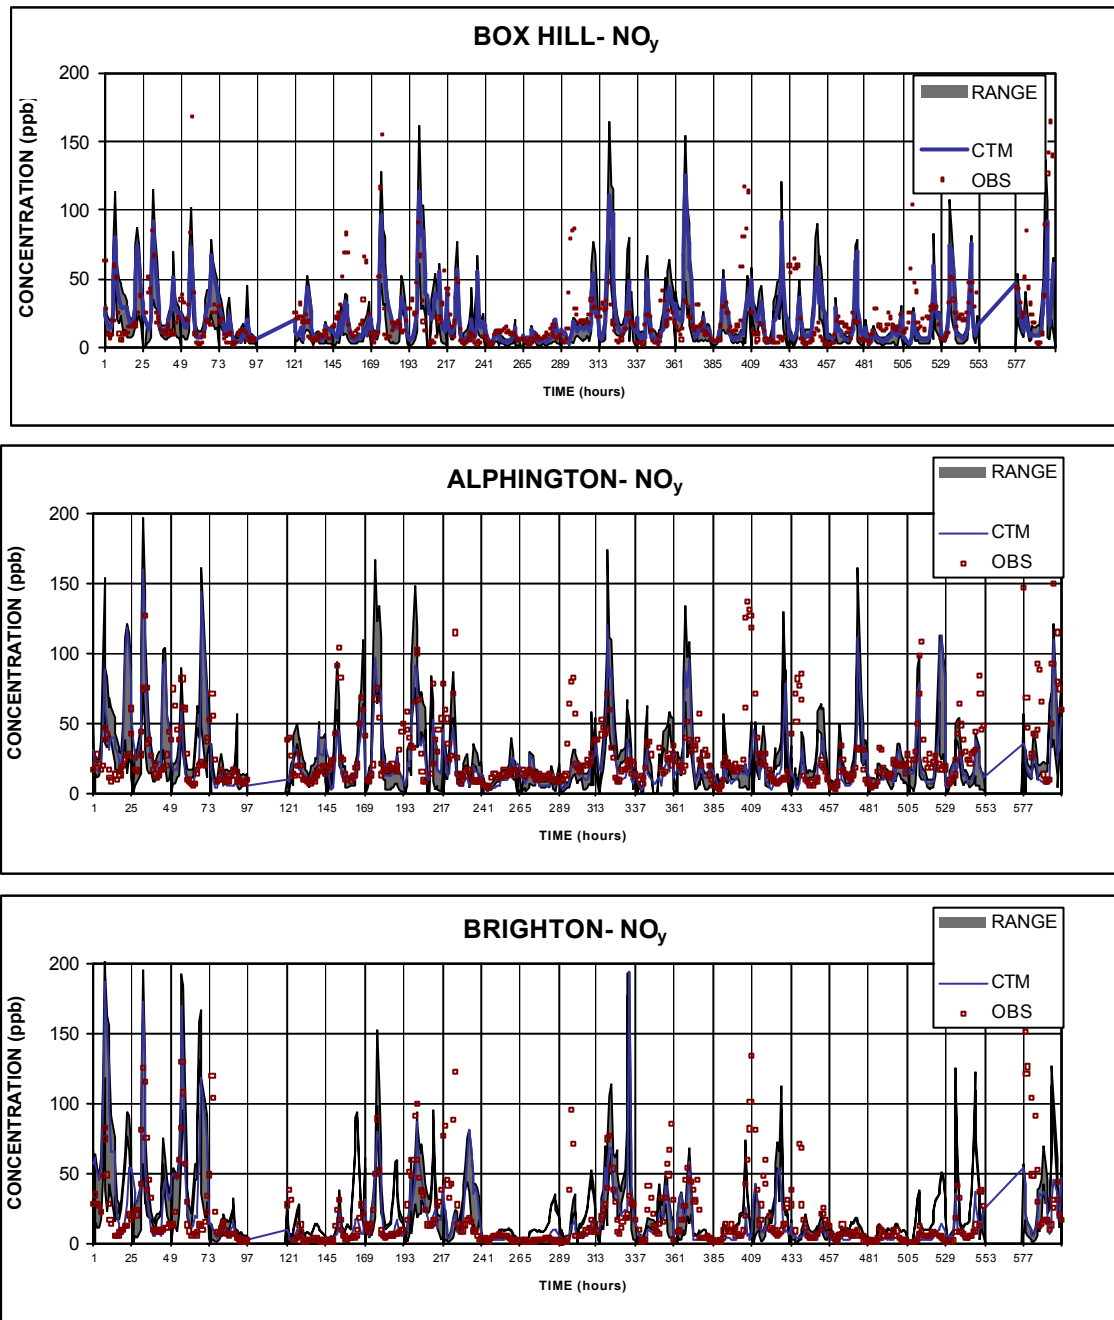 BOX HILL- NOy
CONCENTRATION (ppb)
200
150
100
50
0
RANGE
CTM
OBS
1 25 49 73 97 121 145 169 193 217 241 265 289 313 337 361 385 409 433 457 481 505 529 553 577
TIME (hours)
ALPHINGTON- NOy
CONCENTRATION (ppb)
200
150
100
50
0
RANGE
CTM
OBS
1 25 49 73 97 121 145 169 193 217 241 265 289 313 337 361 385 409 433 457 481 505 529 553 577
TIME (hours)
BRIGHTON- NOy
CONCENTRATION (ppb)
200
150
100
50
0
RANGE
CTM
OBS
1 25 49 73 97 121 145 169 193 217 241 265 289 313 337 361 385 409 433 457 481 505 529 553 577
TIME (hours)